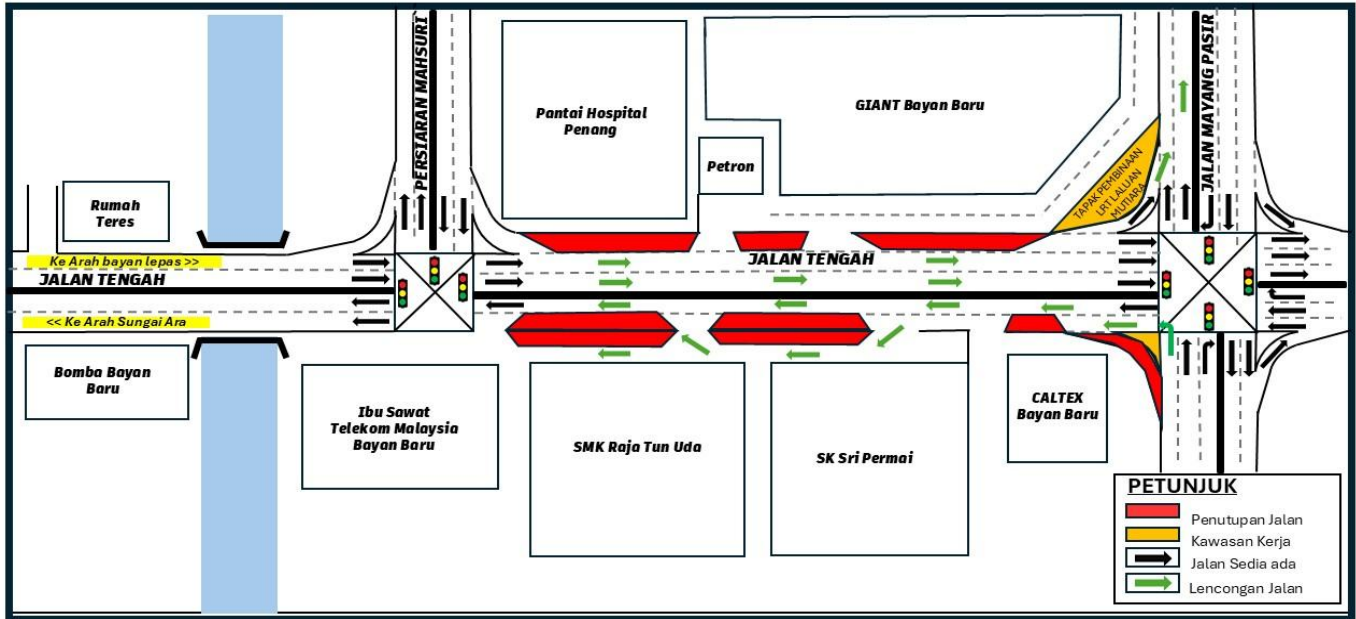 PERSIARAN MAHSURI
Pantai Hospital
Penang
Petron
GIANT Bayan Baru
JALAN MAYANG PASIR
TAPAK PEMBINAAN
LRT LALUAN
MUTIARA
Rumah
Teres
Ke Arah bayan lepas >>
JALAN TENGAH
JALAN TENGAH
<< Ke Arah Sungai Ara
Bomba Bayan
Baru
Ibu Sawat
Telekom Malaysia
Bayan Baru
SMK Raja Tun Uda
SK Sri Permai
CALTEX
Bayan Baru
PETUNJUK
Penutupan Jalan
Kawasan Kerja
Jalan Sedia ada
Lencongan Jalan